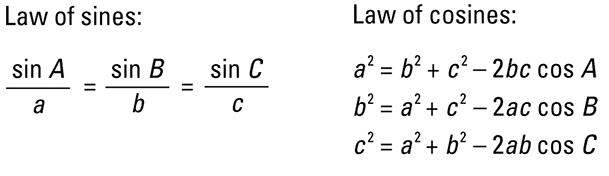 Law of sines:
sin A / a = sin B / b = sin C / c
Law of cosines:
a² = b² + c² – 2bc cos A
b² = a² + c² – 2ac cos B
c² = a² + b² – 2ab cos C